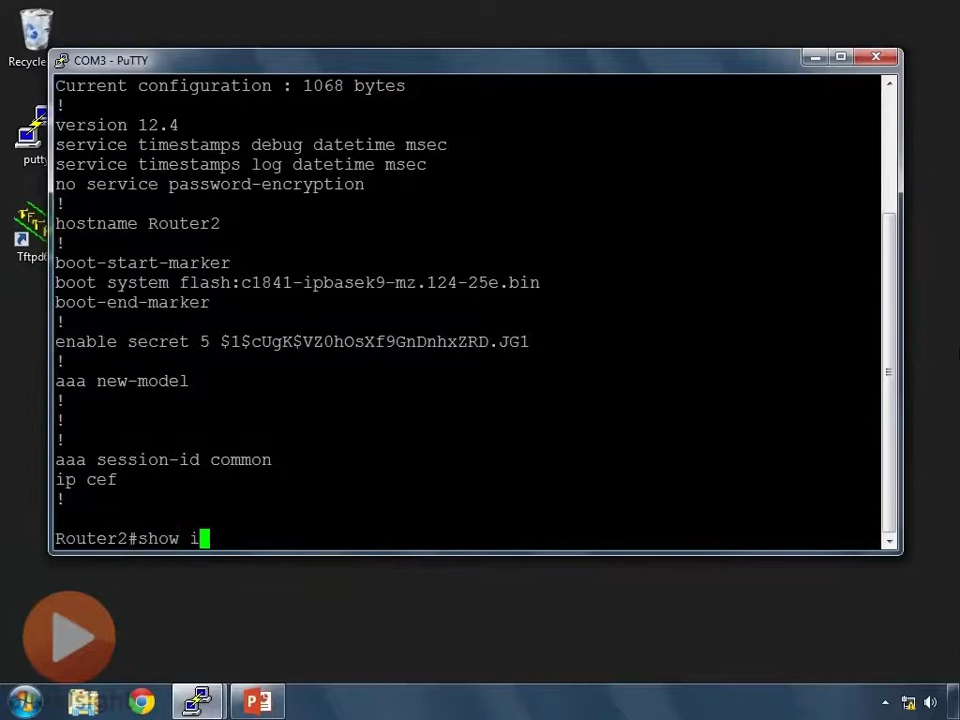 Recycle
COM3 - PuTTY
Current configuration : 1068 bytes
!
version 12.4
service timestamps debug datetime msec
service timestamps log datetime msec
no service password-encryption
!
hostname Router2
!
boot-start-marker
boot system flash:c1841-ipbasek9-mz.124-25e.bin
boot-end-marker
!
enable secret 5 $1$cUgK$VZ0hOsXf9GnDnhxZRD.JG1
!
aaa new-model
!
!
!
aaa session-id common
ip cef
!
Router2#show i
putty
Tftpd